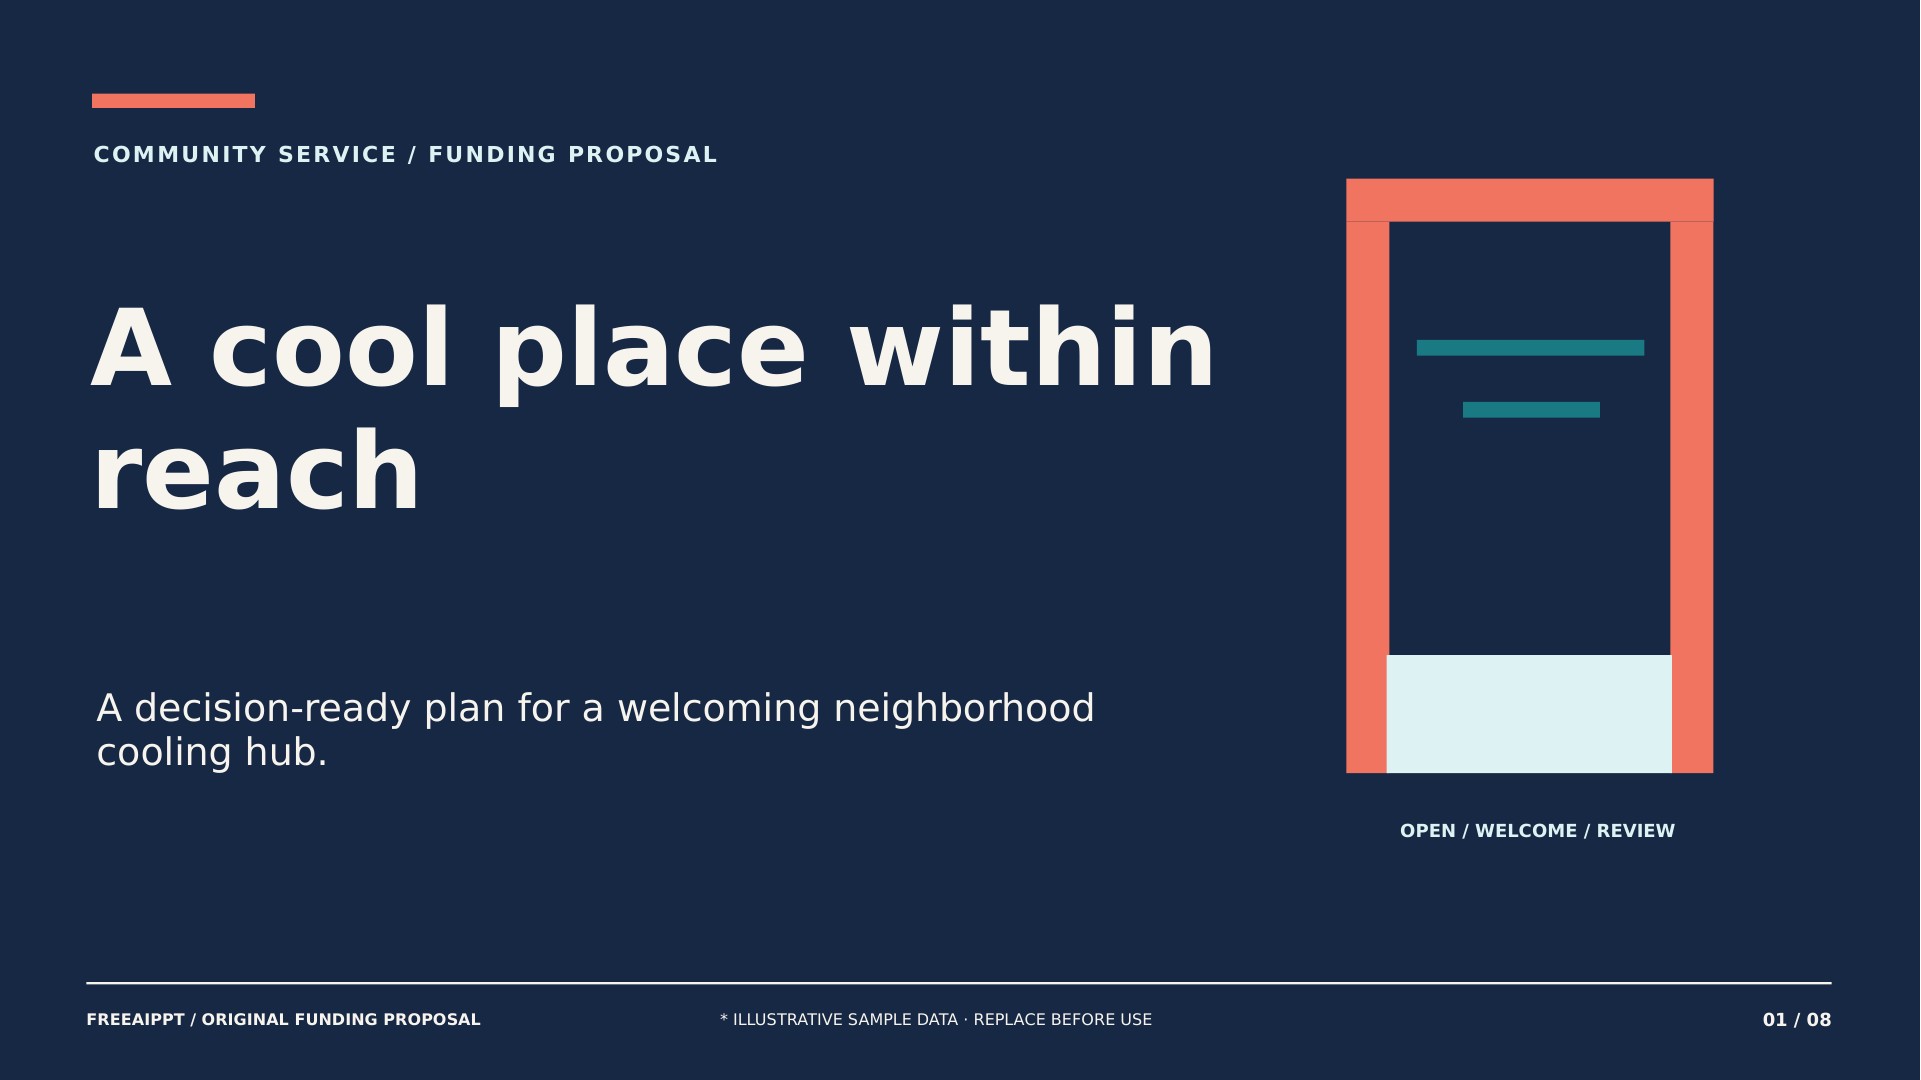 COMMUNITY SERVICE / FUNDING PROPOSAL
A cool place within
reach
A decision-ready plan for a welcoming neighborhood
cooling hub.
OPEN / WELCOME / REVIEW
FREEAIPPT / ORIGINAL FUNDING PROPOSAL
* ILLUSTRATIVE SAMPLE DATA · REPLACE BEFORE USE
01 / 08